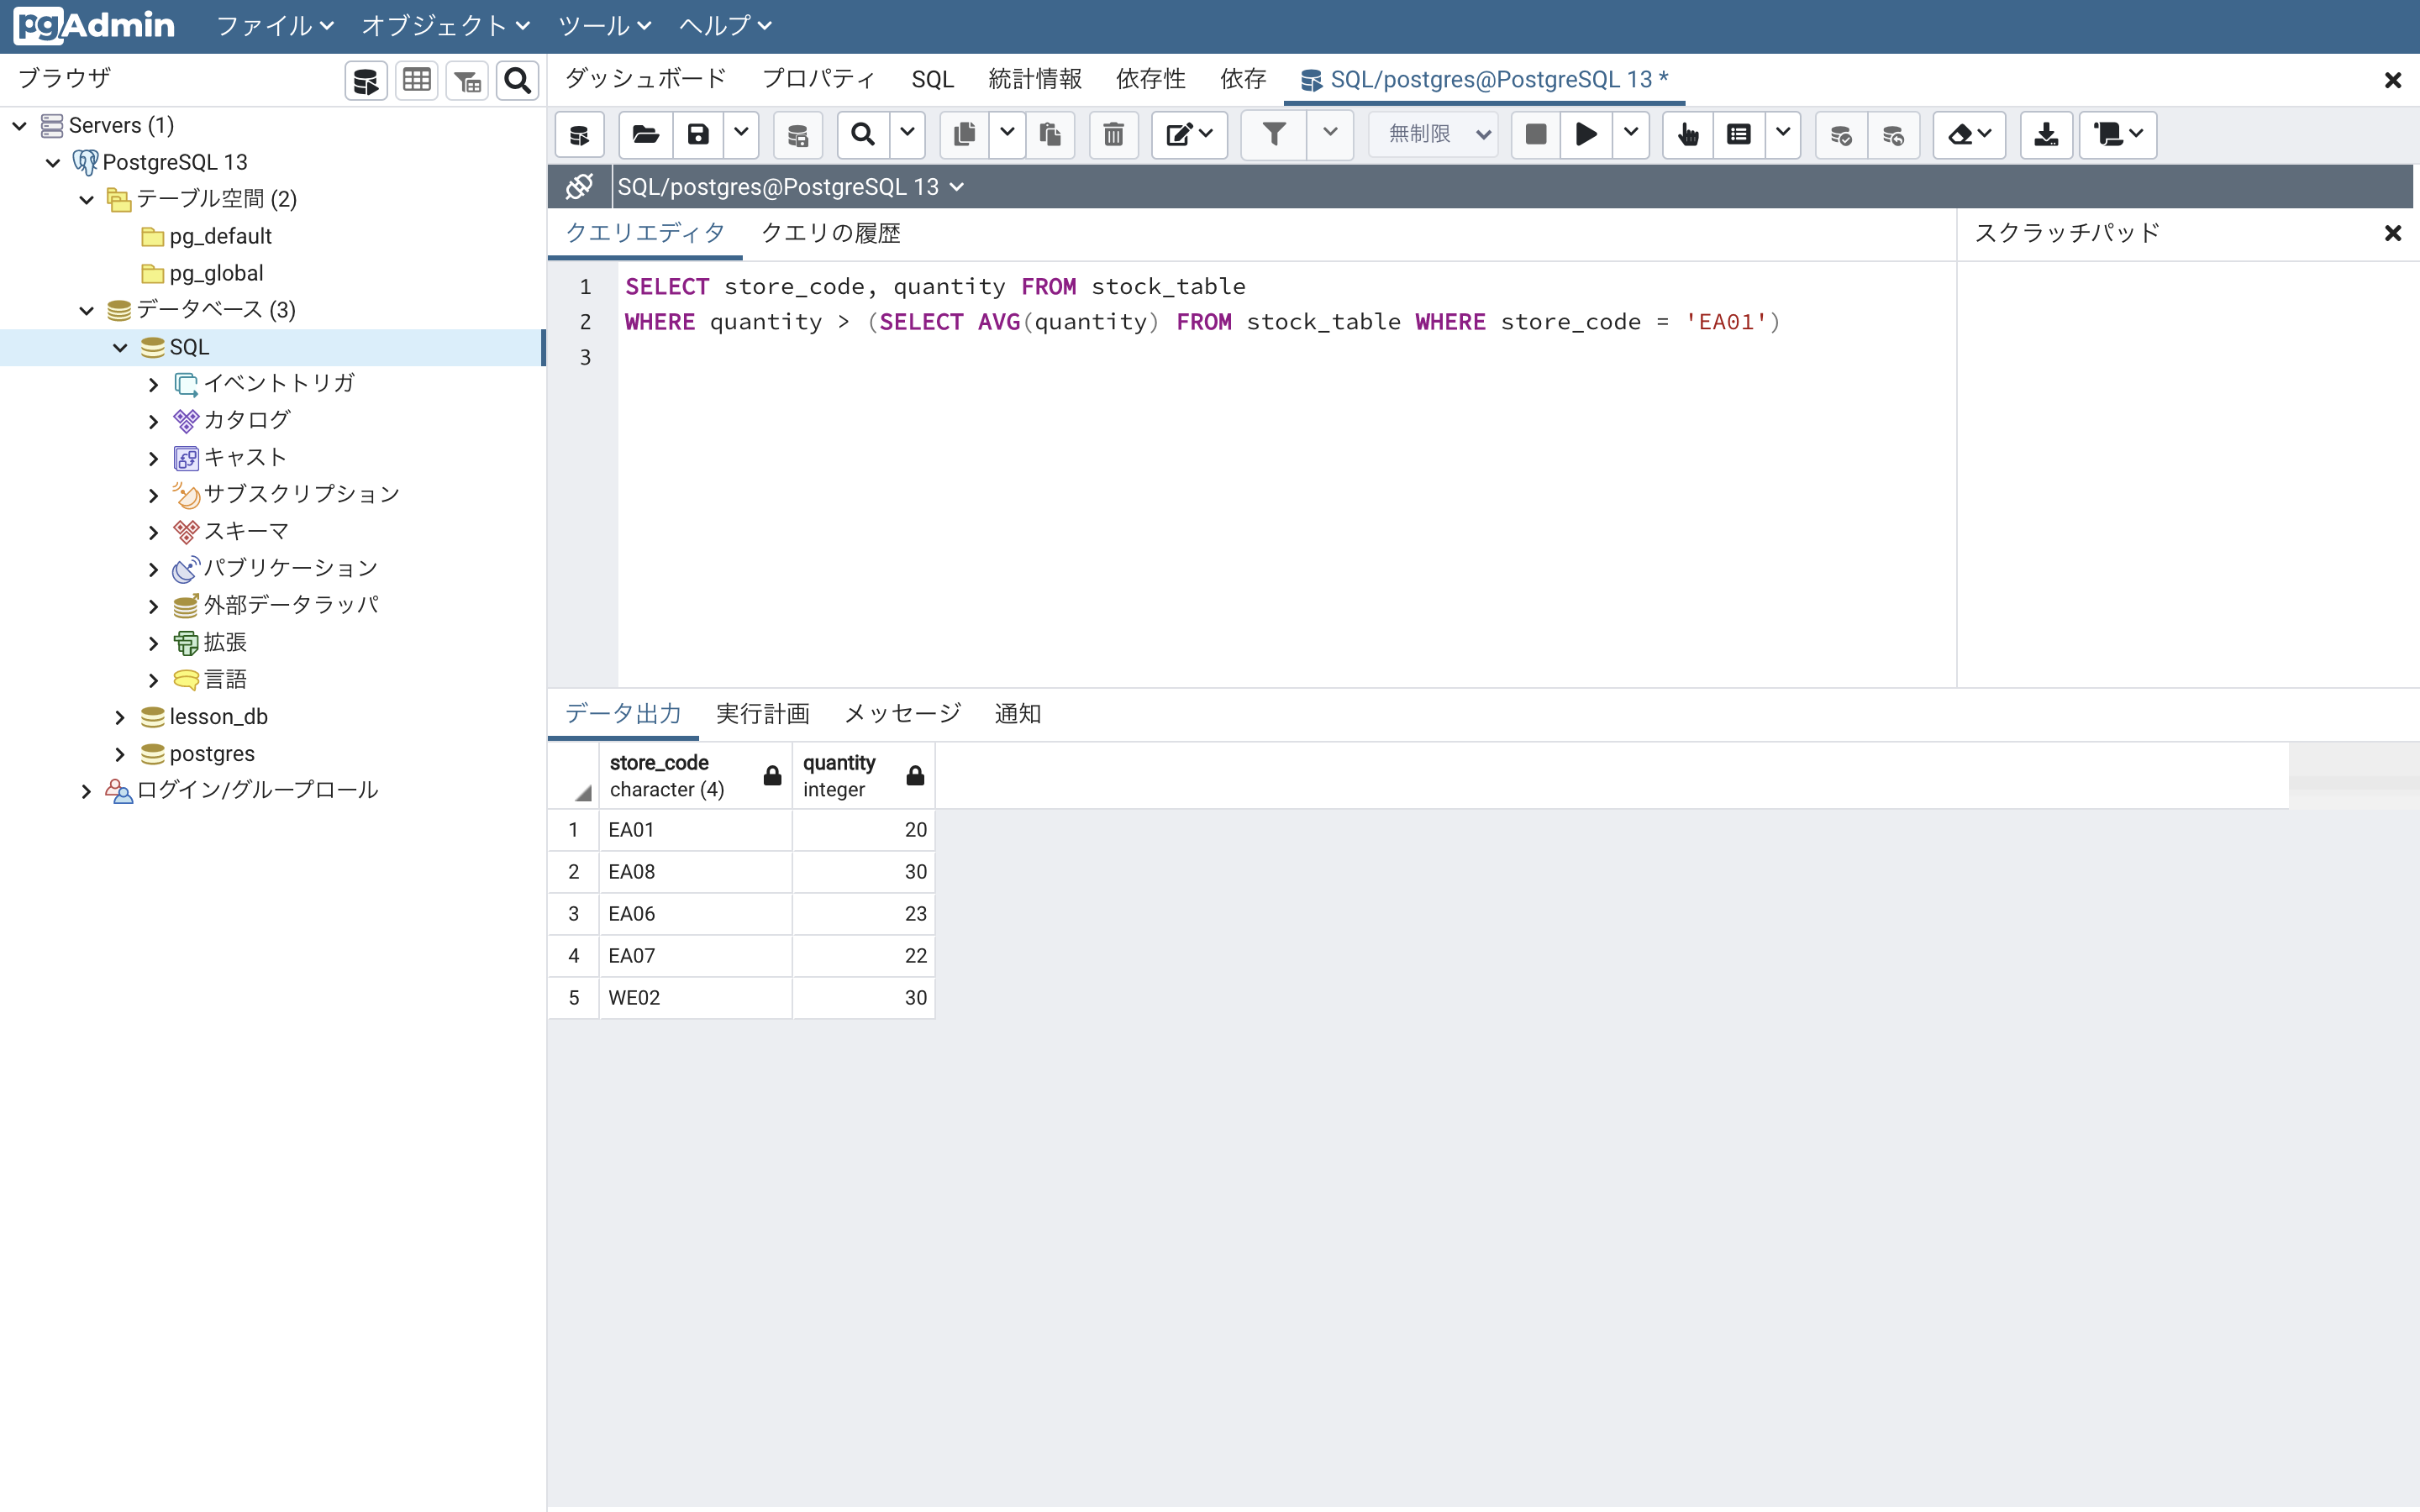 pgAdmin ファイル オブジェクト ツール ヘルプ
ブラウザ
Servers (1)
PostgreSQL 13
テーブル空間 (2)
pg_default
pg_global
データベース (3)
SQL
イベントトリガ
カタログ
キャスト
サブスクリプション
スキーマ
パブリケーション
外部データラッパ
拡張
言語
lesson_db
postgres
ログイン/グループロール
ダッシュボード プロパティ SQL 統計情報 依存性 依存 SQL/postgres@PostgreSQL 13 *
無制限
SQL/postgres@PostgreSQL 13
クエリエディタ クエリの履歴
スクラッチパッド
1 SELECT store_code, quantity FROM stock_table
2 WHERE quantity > (SELECT AVG(quantity) FROM stock_table WHERE store_code = 'EA01')
3
データ出力 実行計画 メッセージ 通知
store_code quantity
character (4) integer
1 EA01 20
2 EA08 30
3 EA06 23
4 EA07 22
5 WE02 30